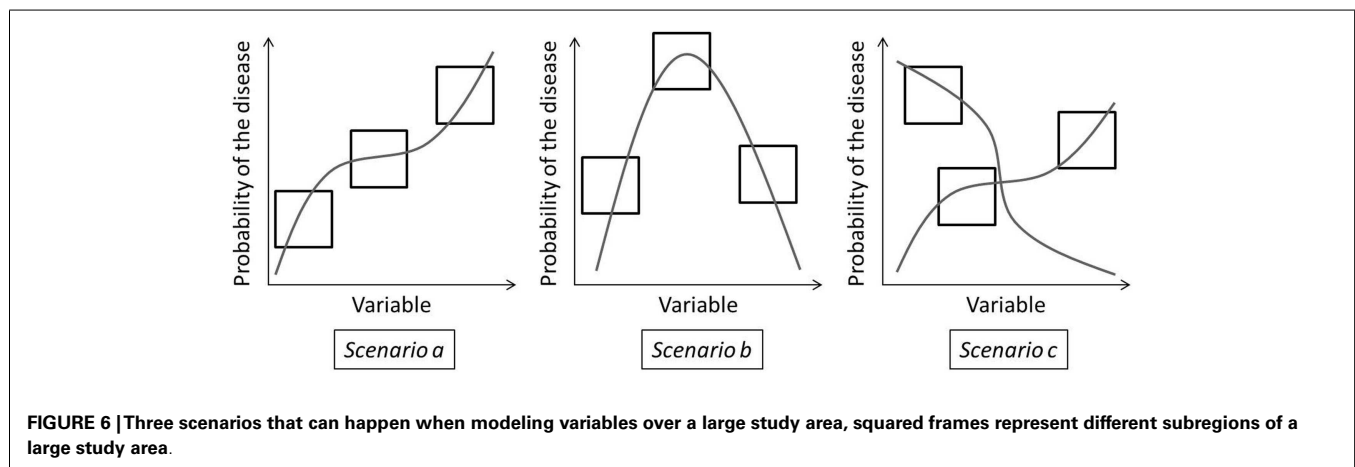 Probability of the disease
Variable
Scenario a
Probability of the disease
Variable
Scenario b
Probability of the disease
Variable
Scenario c
FIGURE 6 | Three scenarios that can happen when modeling variables over a large study area, squared frames represent different subregions of a
large study area.